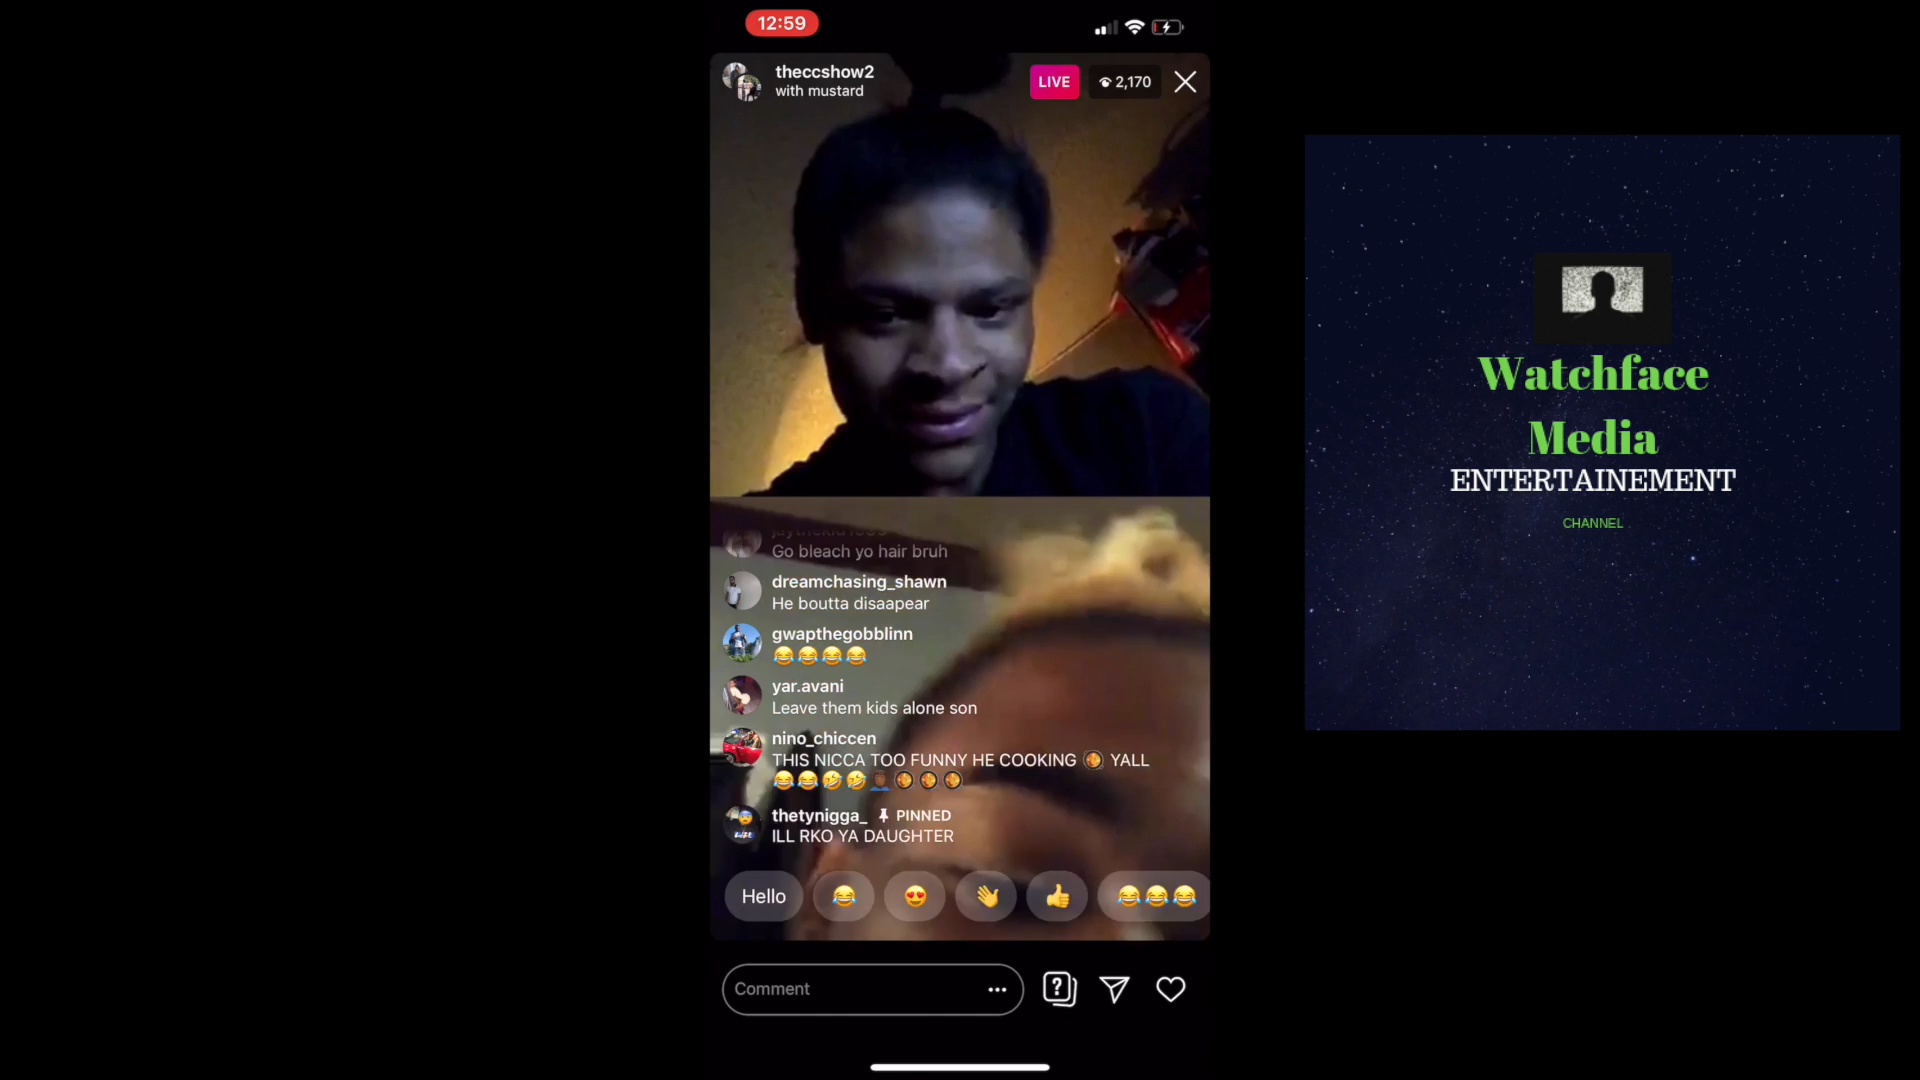 12:59
theccshow2
with mustard
LIVE
2,170
Go bleach yo hair bruh
dreamchasing_shawn
He boutta disaapear
gwapthegobblinn
😂😂😂😂
yar.avani
Leave them kids alone son
nino_chiccen
THIS NICCA TOO FUNNY HE COOKING 🥘 YALL
😂😂🤣🤣🤦🏾‍♂️🥘🥘🥘
thetynigga_ PINNED
ILL RKO YA DAUGHTER
Hello 😂 😍 👋 👍 😂😂😂
Comment
Watchface
Media
ENTERTAINEMENT
CHANNEL